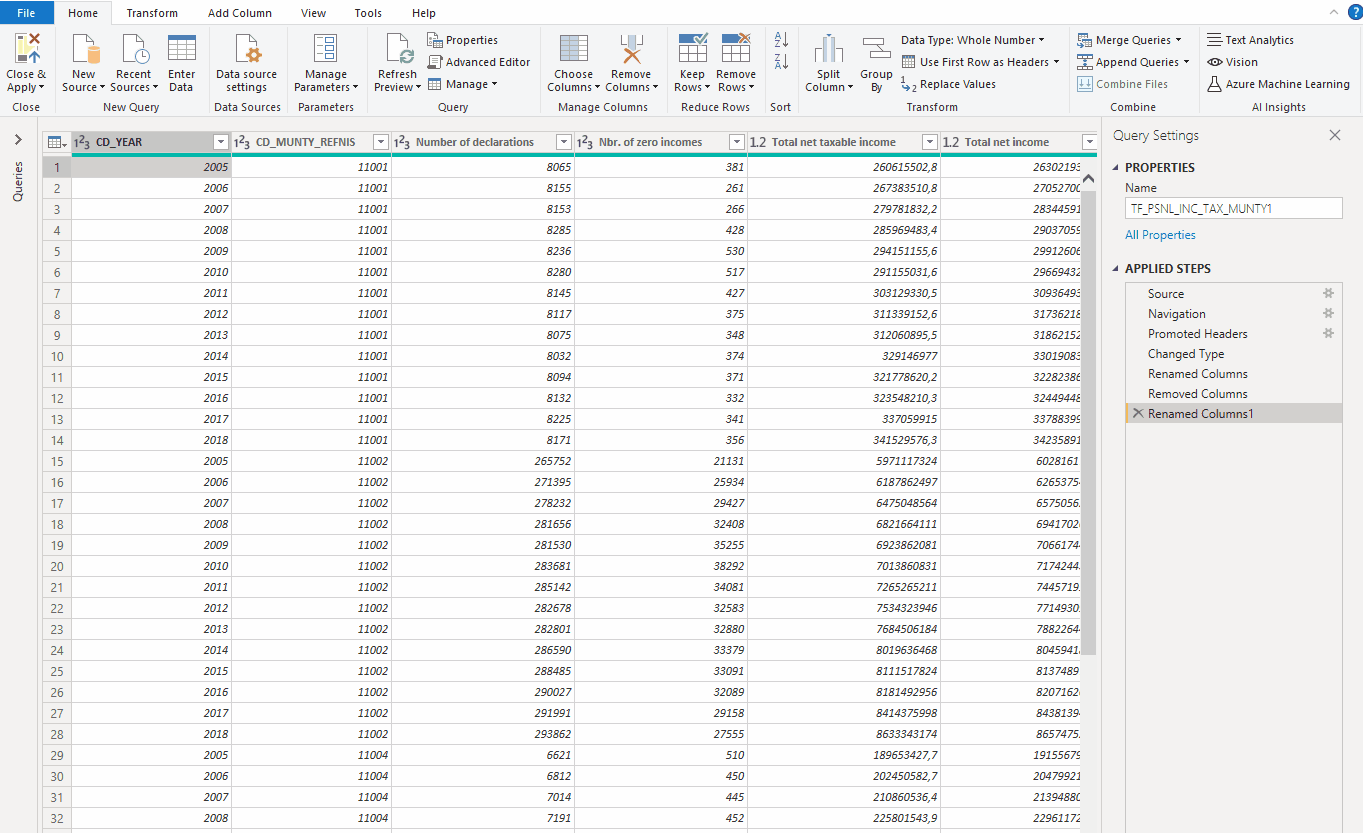 File Home Transform Add Column View Tools Help
Close & Apply
Close
New Source
Recent Sources
Enter Data
New Query
Data source settings
Data Sources
Manage Parameters
Parameters
Refresh Preview
Properties
Advanced Editor
Manage
Query
Choose Columns
Remove Columns
Manage Columns
Keep Rows
Remove Rows
Reduce Rows
Sort
Split Column
Group By
Data Type: Whole Number
Use First Row as Headers
Replace Values
Transform
Merge Queries
Append Queries
Combine Files
Combine
Text Analytics
Vision
Azure Machine Learning
AI Insights
Queries
CD_YEAR CD_MUNTY_REFNIS Number of declarations Nbr. of zero incomes 1.2 Total net taxable income 1.2 Total net income
1 2005 11001 8065 381 260615502,8 26302193
2 2006 11001 8155 261 267383510,8 27052700
3 2007 11001 8153 266 279781832,2 28344591
4 2008 11001 8285 428 285969483,4 29037059
5 2009 11001 8236 530 294151155,6 29912606
6 2010 11001 8280 517 291155031,6 29669432
7 2011 11001 8145 427 303129330,5 30936493
8 2012 11001 8117 375 311339152,6 31736218
9 2013 11001 8075 348 312060895,5 31862152
10 2014 11001 8032 374 329146977 33019083
11 2015 11001 8094 371 321778620,2 32282386
12 2016 11001 8132 332 323548210,3 32449448
13 2017 11001 8225 341 337059915 33788399
14 2018 11001 8171 356 341529576,3 34235891
15 2005 11002 265752 21131 5971117324 6028161
16 2006 11002 271395 25934 6187862497 6265375
17 2007 11002 278232 29427 6475048564 6575056
18 2008 11002 281656 32408 6821664111 6941702
19 2009 11002 281530 35255 6923862081 7066174
20 2010 11002 283681 38292 7013860831 7174244
21 2011 11002 285142 34081 7265265211 7445719
22 2012 11002 282678 32583 7534323946 7714930
23 2013 11002 282801 32880 7684506184 7882264
24 2014 11002 286590 33379 8019636468 8045941
25 2015 11002 288485 33091 8111517824 8137489
26 2016 11002 290027 32089 8181492956 8207162
27 2017 11002 291991 29158 8414375998 8438139
28 2018 11002 293862 27555 8633343174 8657475
29 2005 11004 6621 510 189653427,7 19155679
30 2006 11004 6812 450 202450582,7 20479921
31 2007 11004 7014 445 210860536,4 21394880
32 2008 11004 7191 452 225801543,9 22961172
Query Settings
PROPERTIES
Name
TF_PSNL_INC_TAX_MUNTY1
All Properties
APPLIED STEPS
Source
Navigation
Promoted Headers
Changed Type
Renamed Columns
Removed Columns
Renamed Columns1